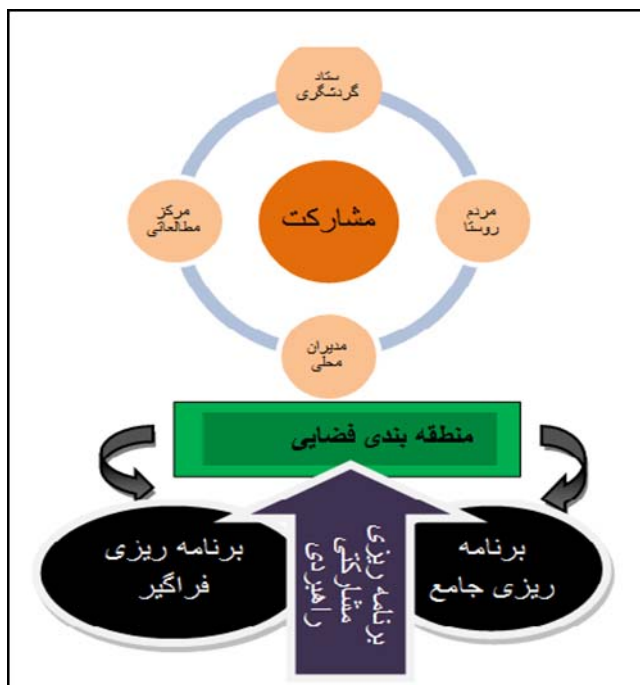 ستاد
گردشگری
مشارکت
مردم
روستا
مرکز
مطالعاتی
مدیران
محلی
منطقه بندی فضایی
برنامه
ریزی جامع
برنامه ریزی
مشارکتی
راهبردی
برنامه ریزی
فراگیر